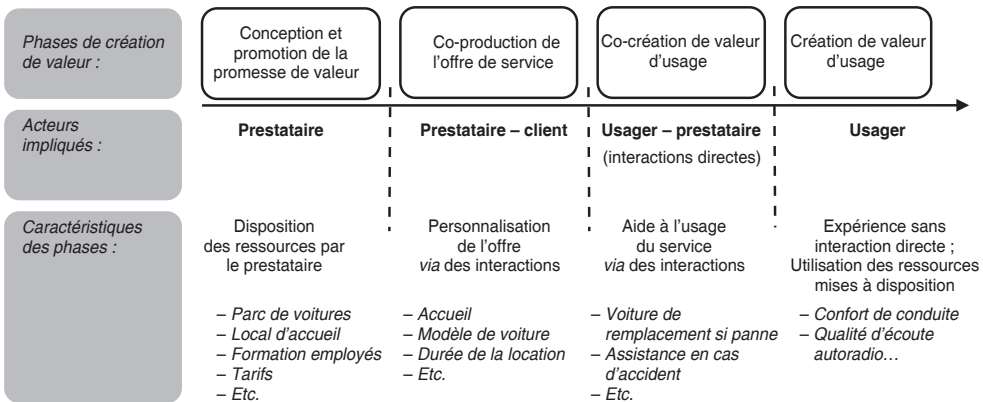 Phases de création
de valeur :
Conception et
promotion de la
promesse de valeur
Co-production de
l'offre de service
Co-création de valeur
d'usage
Création de valeur
d'usage
Acteurs
impliqués :
Prestataire
Prestataire – client
Usager – prestataire
(interactions directes)
Usager
Caractéristiques
des phases :
Disposition
des ressources par
le prestataire
– Parc de voitures
– Local d'accueil
– Formation employés
– Tarifs
– Etc.
Personnalisation
de l'offre
via des interactions
– Accueil
– Modèle de voiture
– Durée de la location
– Etc.
Aide à l'usage
du service
via des interactions
– Voiture de
remplacement si panne
– Assistance en cas
d'accident
– Etc.
Expérience sans
interaction directe ;
Utilisation des ressources
mises à disposition
– Confort de conduite
– Qualité d'écoute
autoradio…